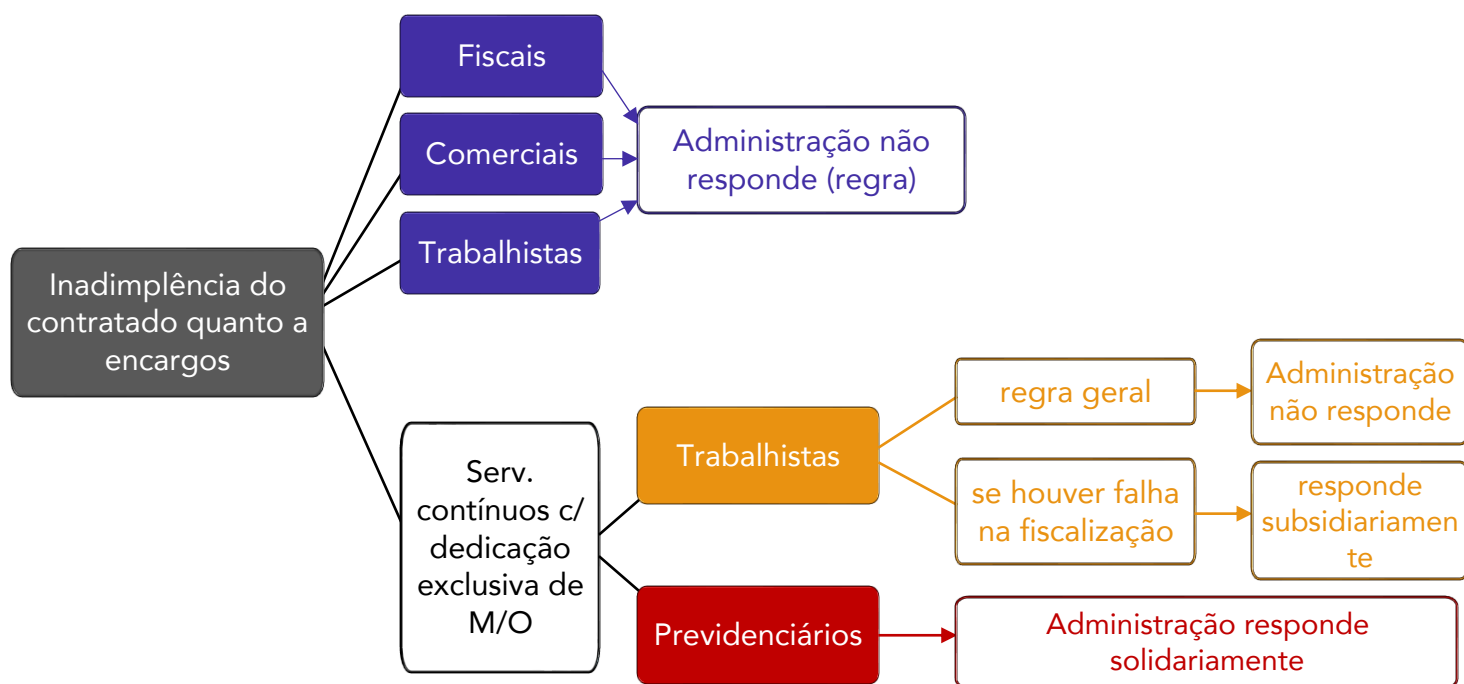 Fiscais
Comerciais
Trabalhistas
Administração não
responde (regra)
Inadimplência do
contratado quanto a
encargos
Serv.
contínuos c/
dedicação
exclusiva de
M/O
Trabalhistas
regra geral
Administração
não responde
se houver falha
na fiscalização
responde
subsidiariamen
te
Previdenciários
Administração responde
solidariamente